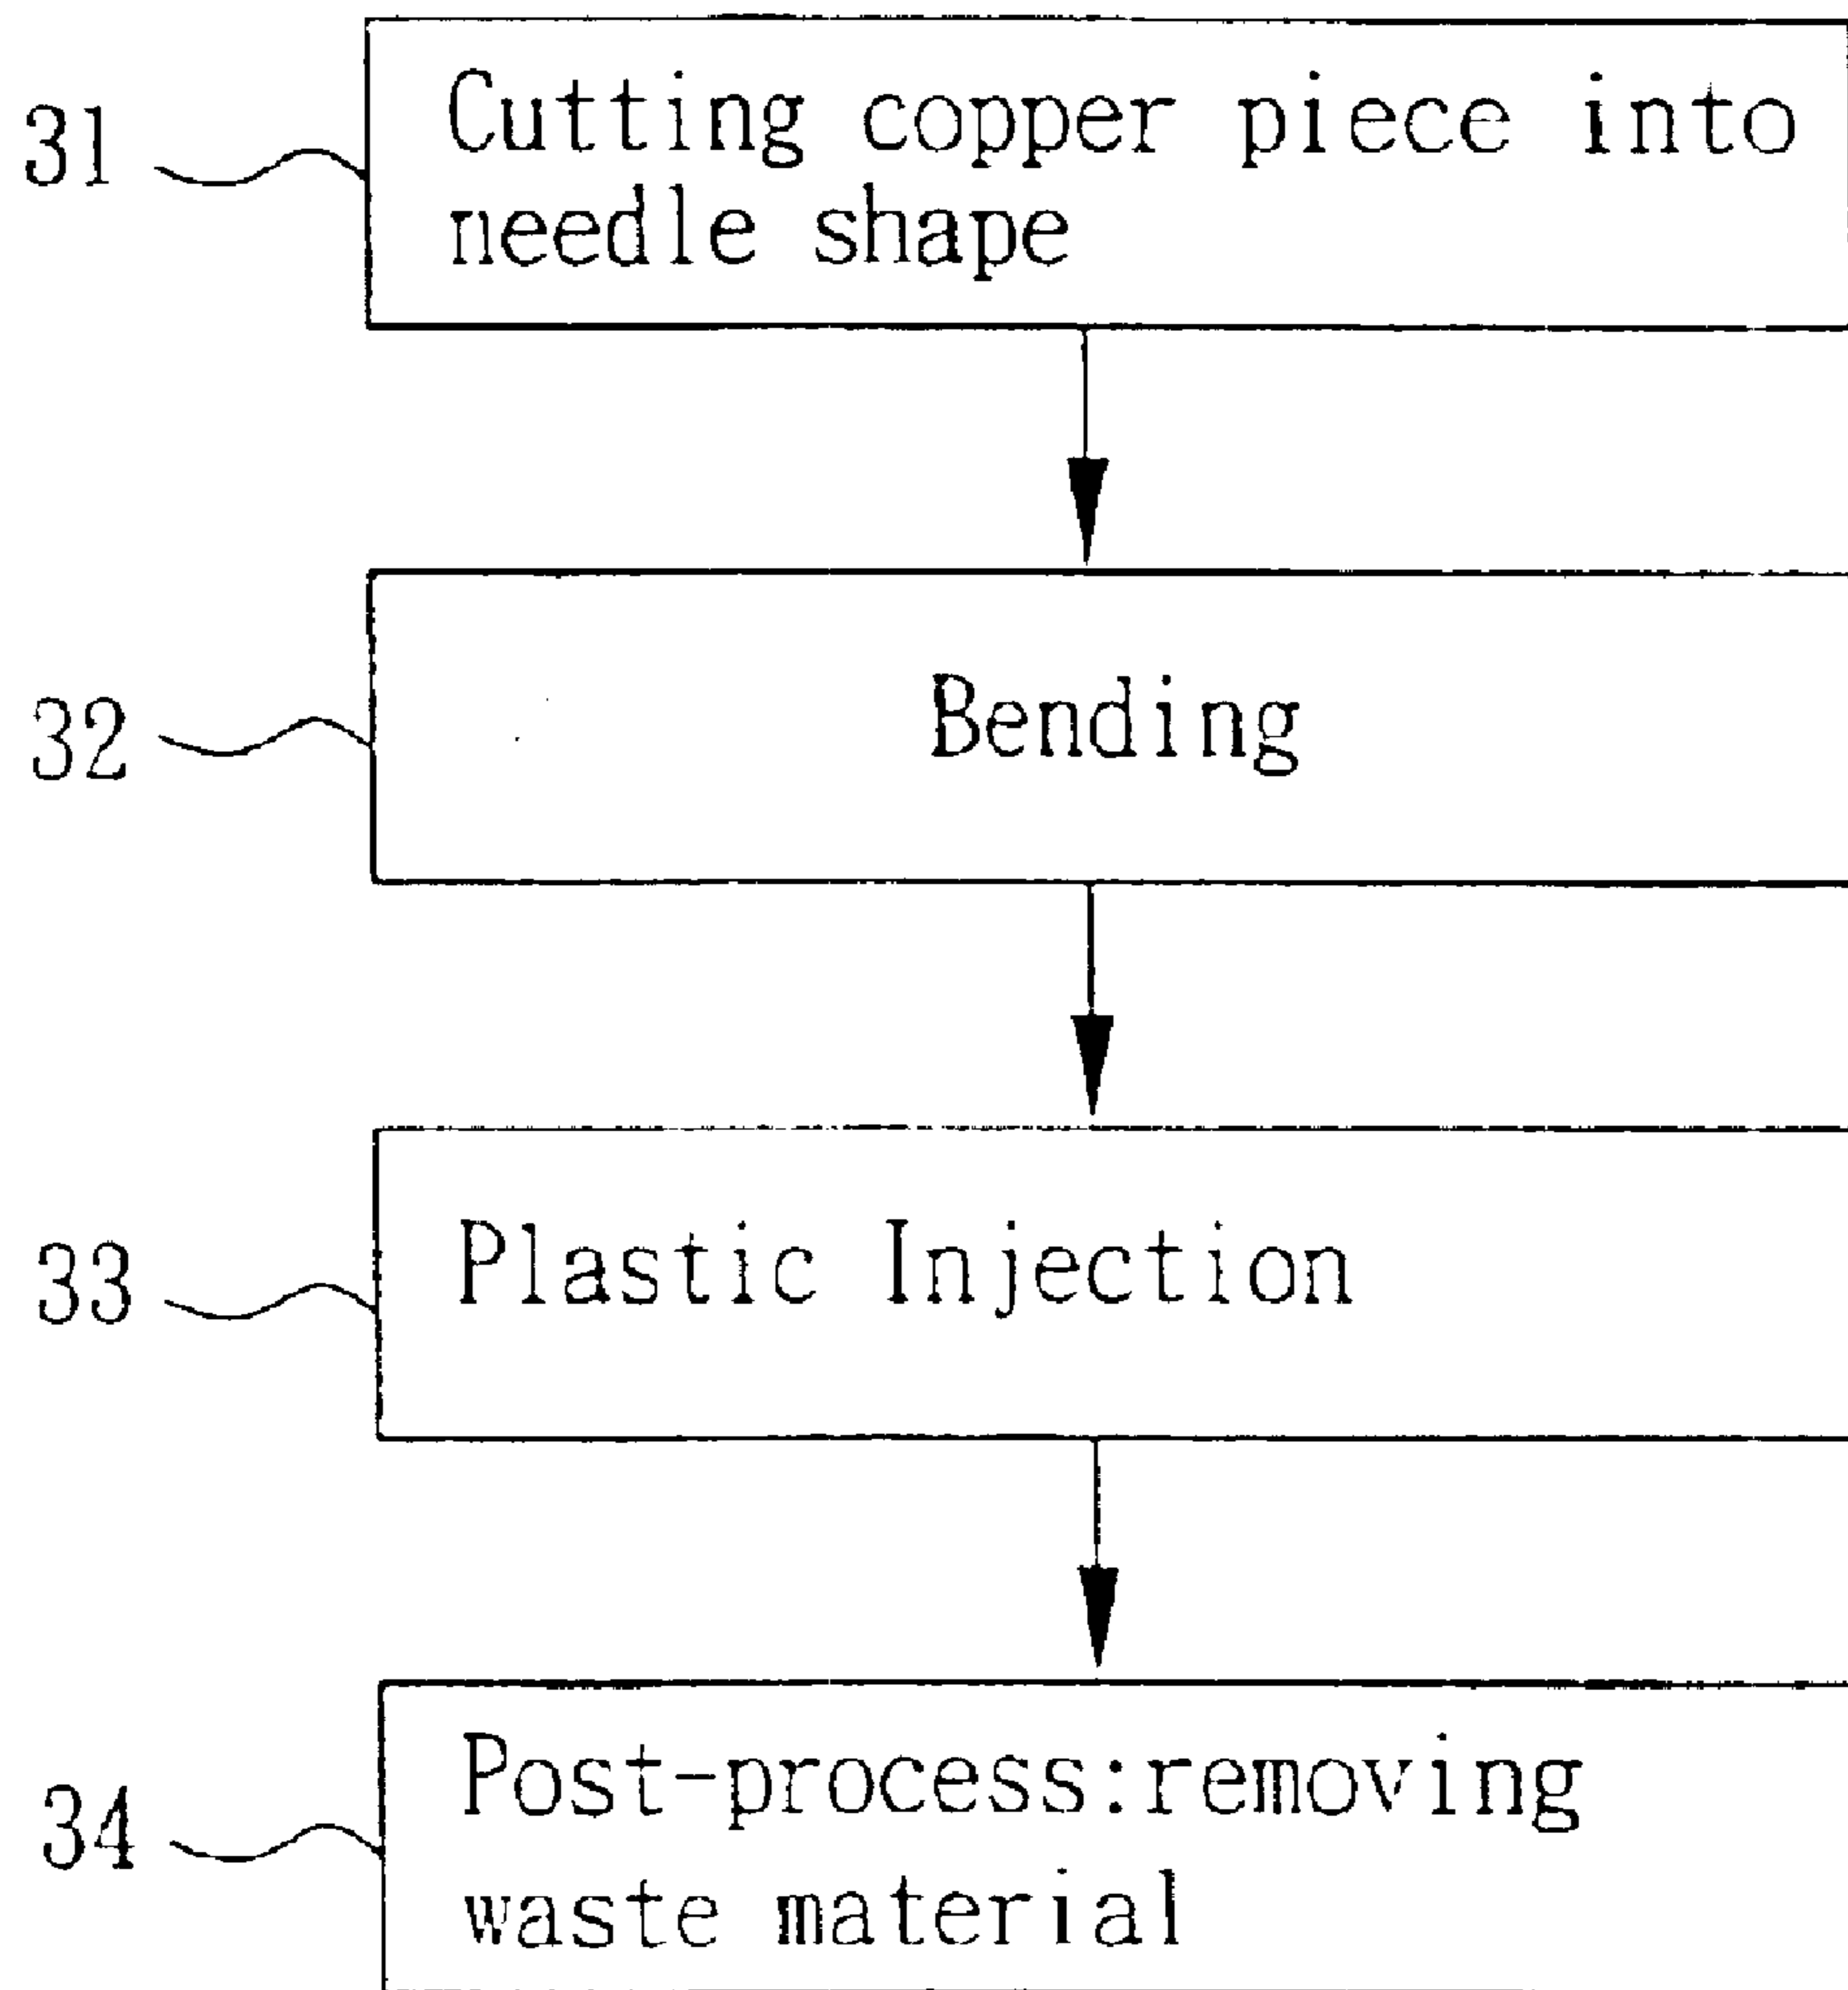 31
Cutting copper piece into
needle shape
32
Bending
33
Plastic Injection
34
Post-process:removing
waste material